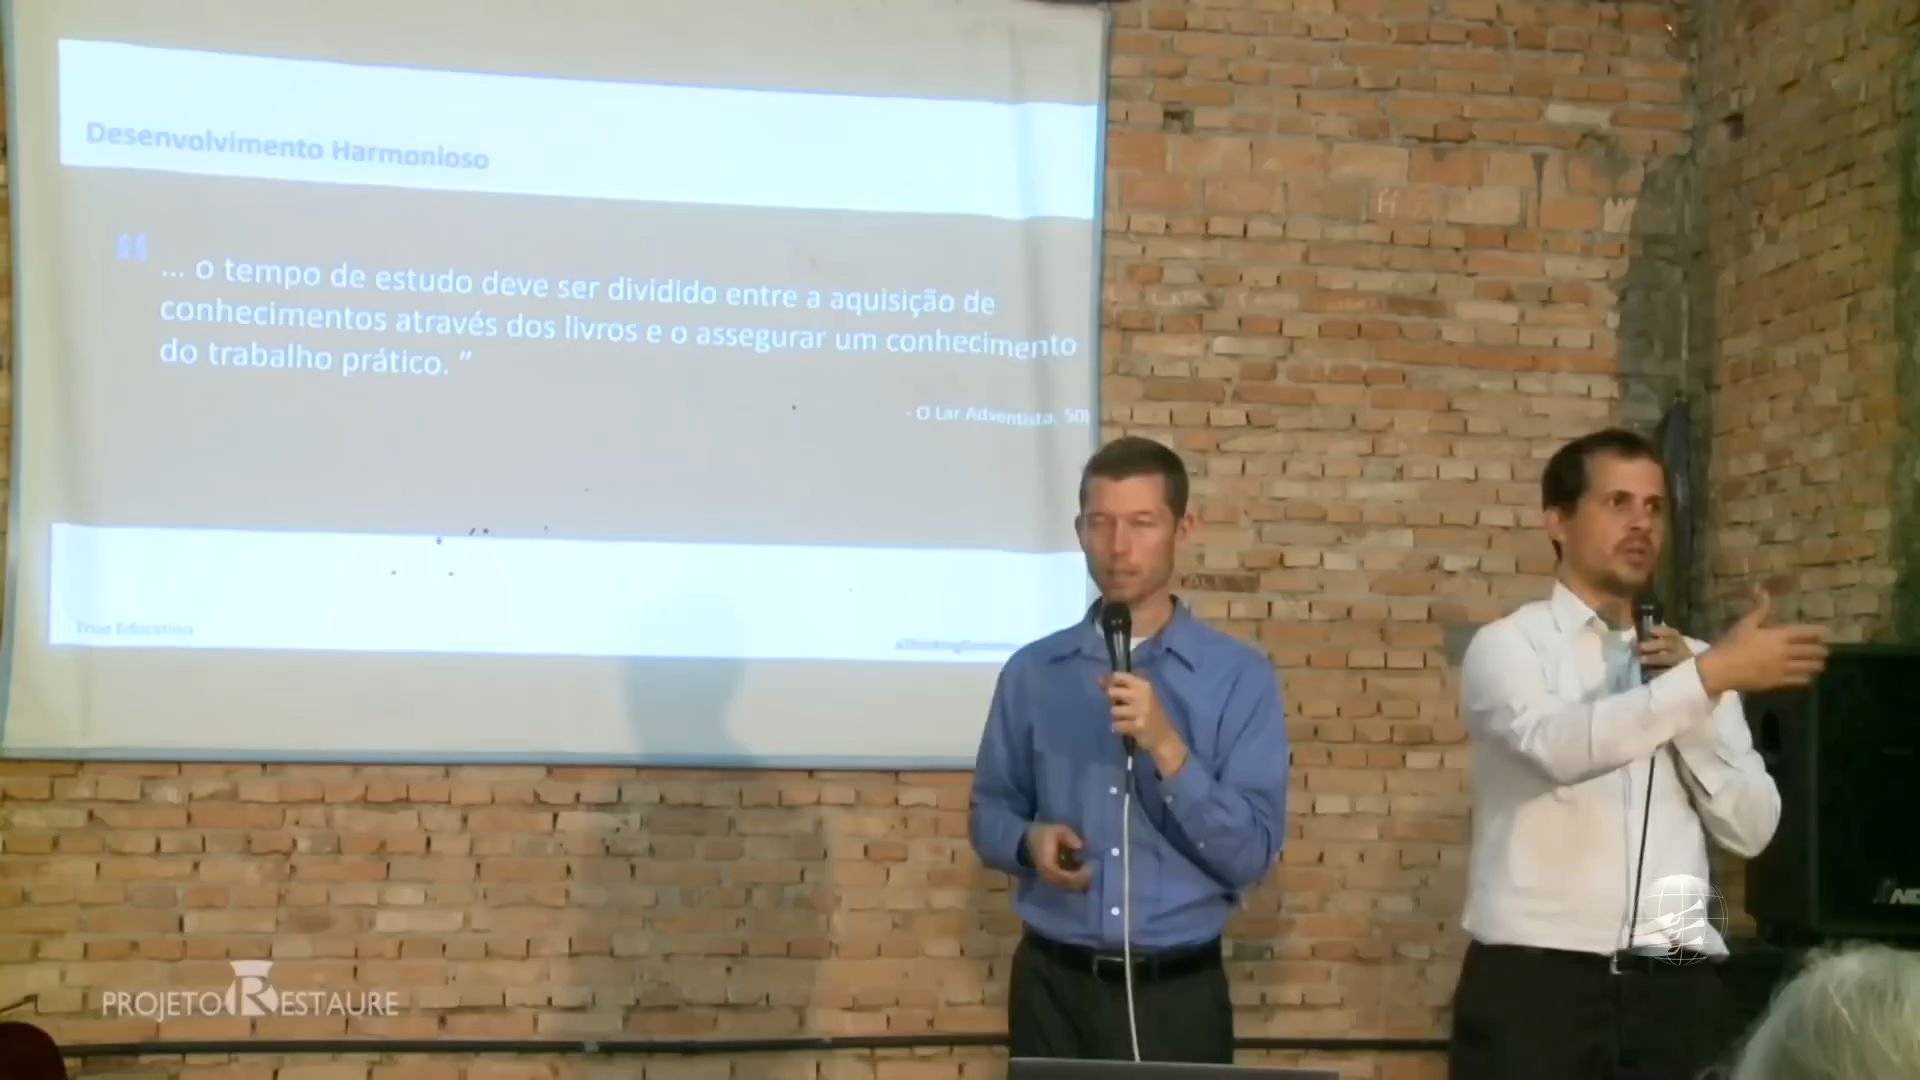 Desenvolvimento Harmonioso
“ ... o tempo de estudo deve ser dividido entre a aquisição de
conhecimentos através dos livros e o assegurar um conhecimento
do trabalho prático. ”
- O Lar Adventista,
True Education
PROJETO RESTAURE